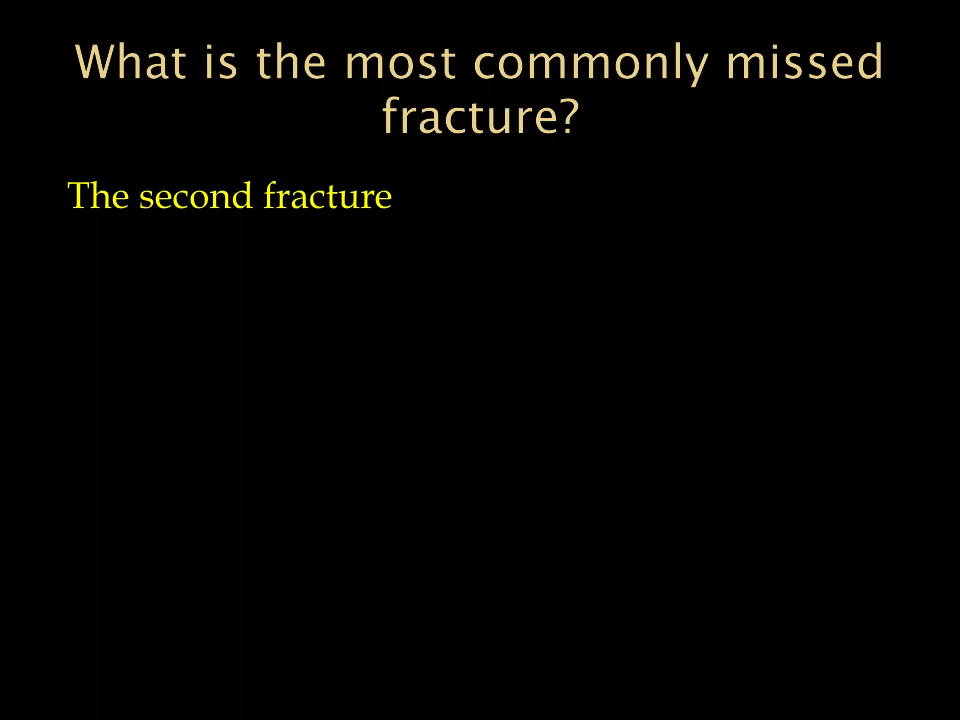 What is the most commonly missed
fracture?
The second fracture